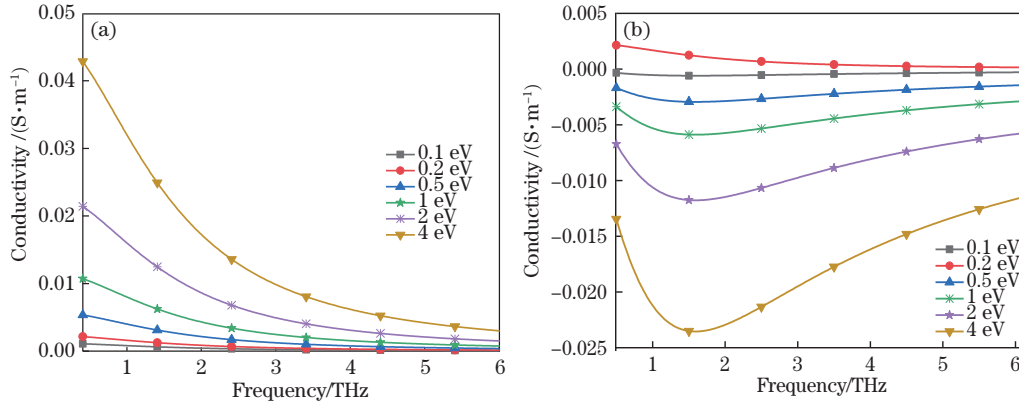 (a)
0.05
0.04
0.03
0.02
0.01
0.00
Conductivity /(S·m⁻¹)
1 2 3 4 5 6
Frequency/THz
0.1 eV
0.2 eV
0.5 eV
1 eV
2 eV
4 eV
(b)
0.005
0.000
−0.005
−0.010
−0.015
−0.020
−0.025
Conductivity /(S·m⁻¹)
1 2 3 4 5 6
Frequency/THz
0.1 eV
0.2 eV
0.5 eV
1 eV
2 eV
4 eV